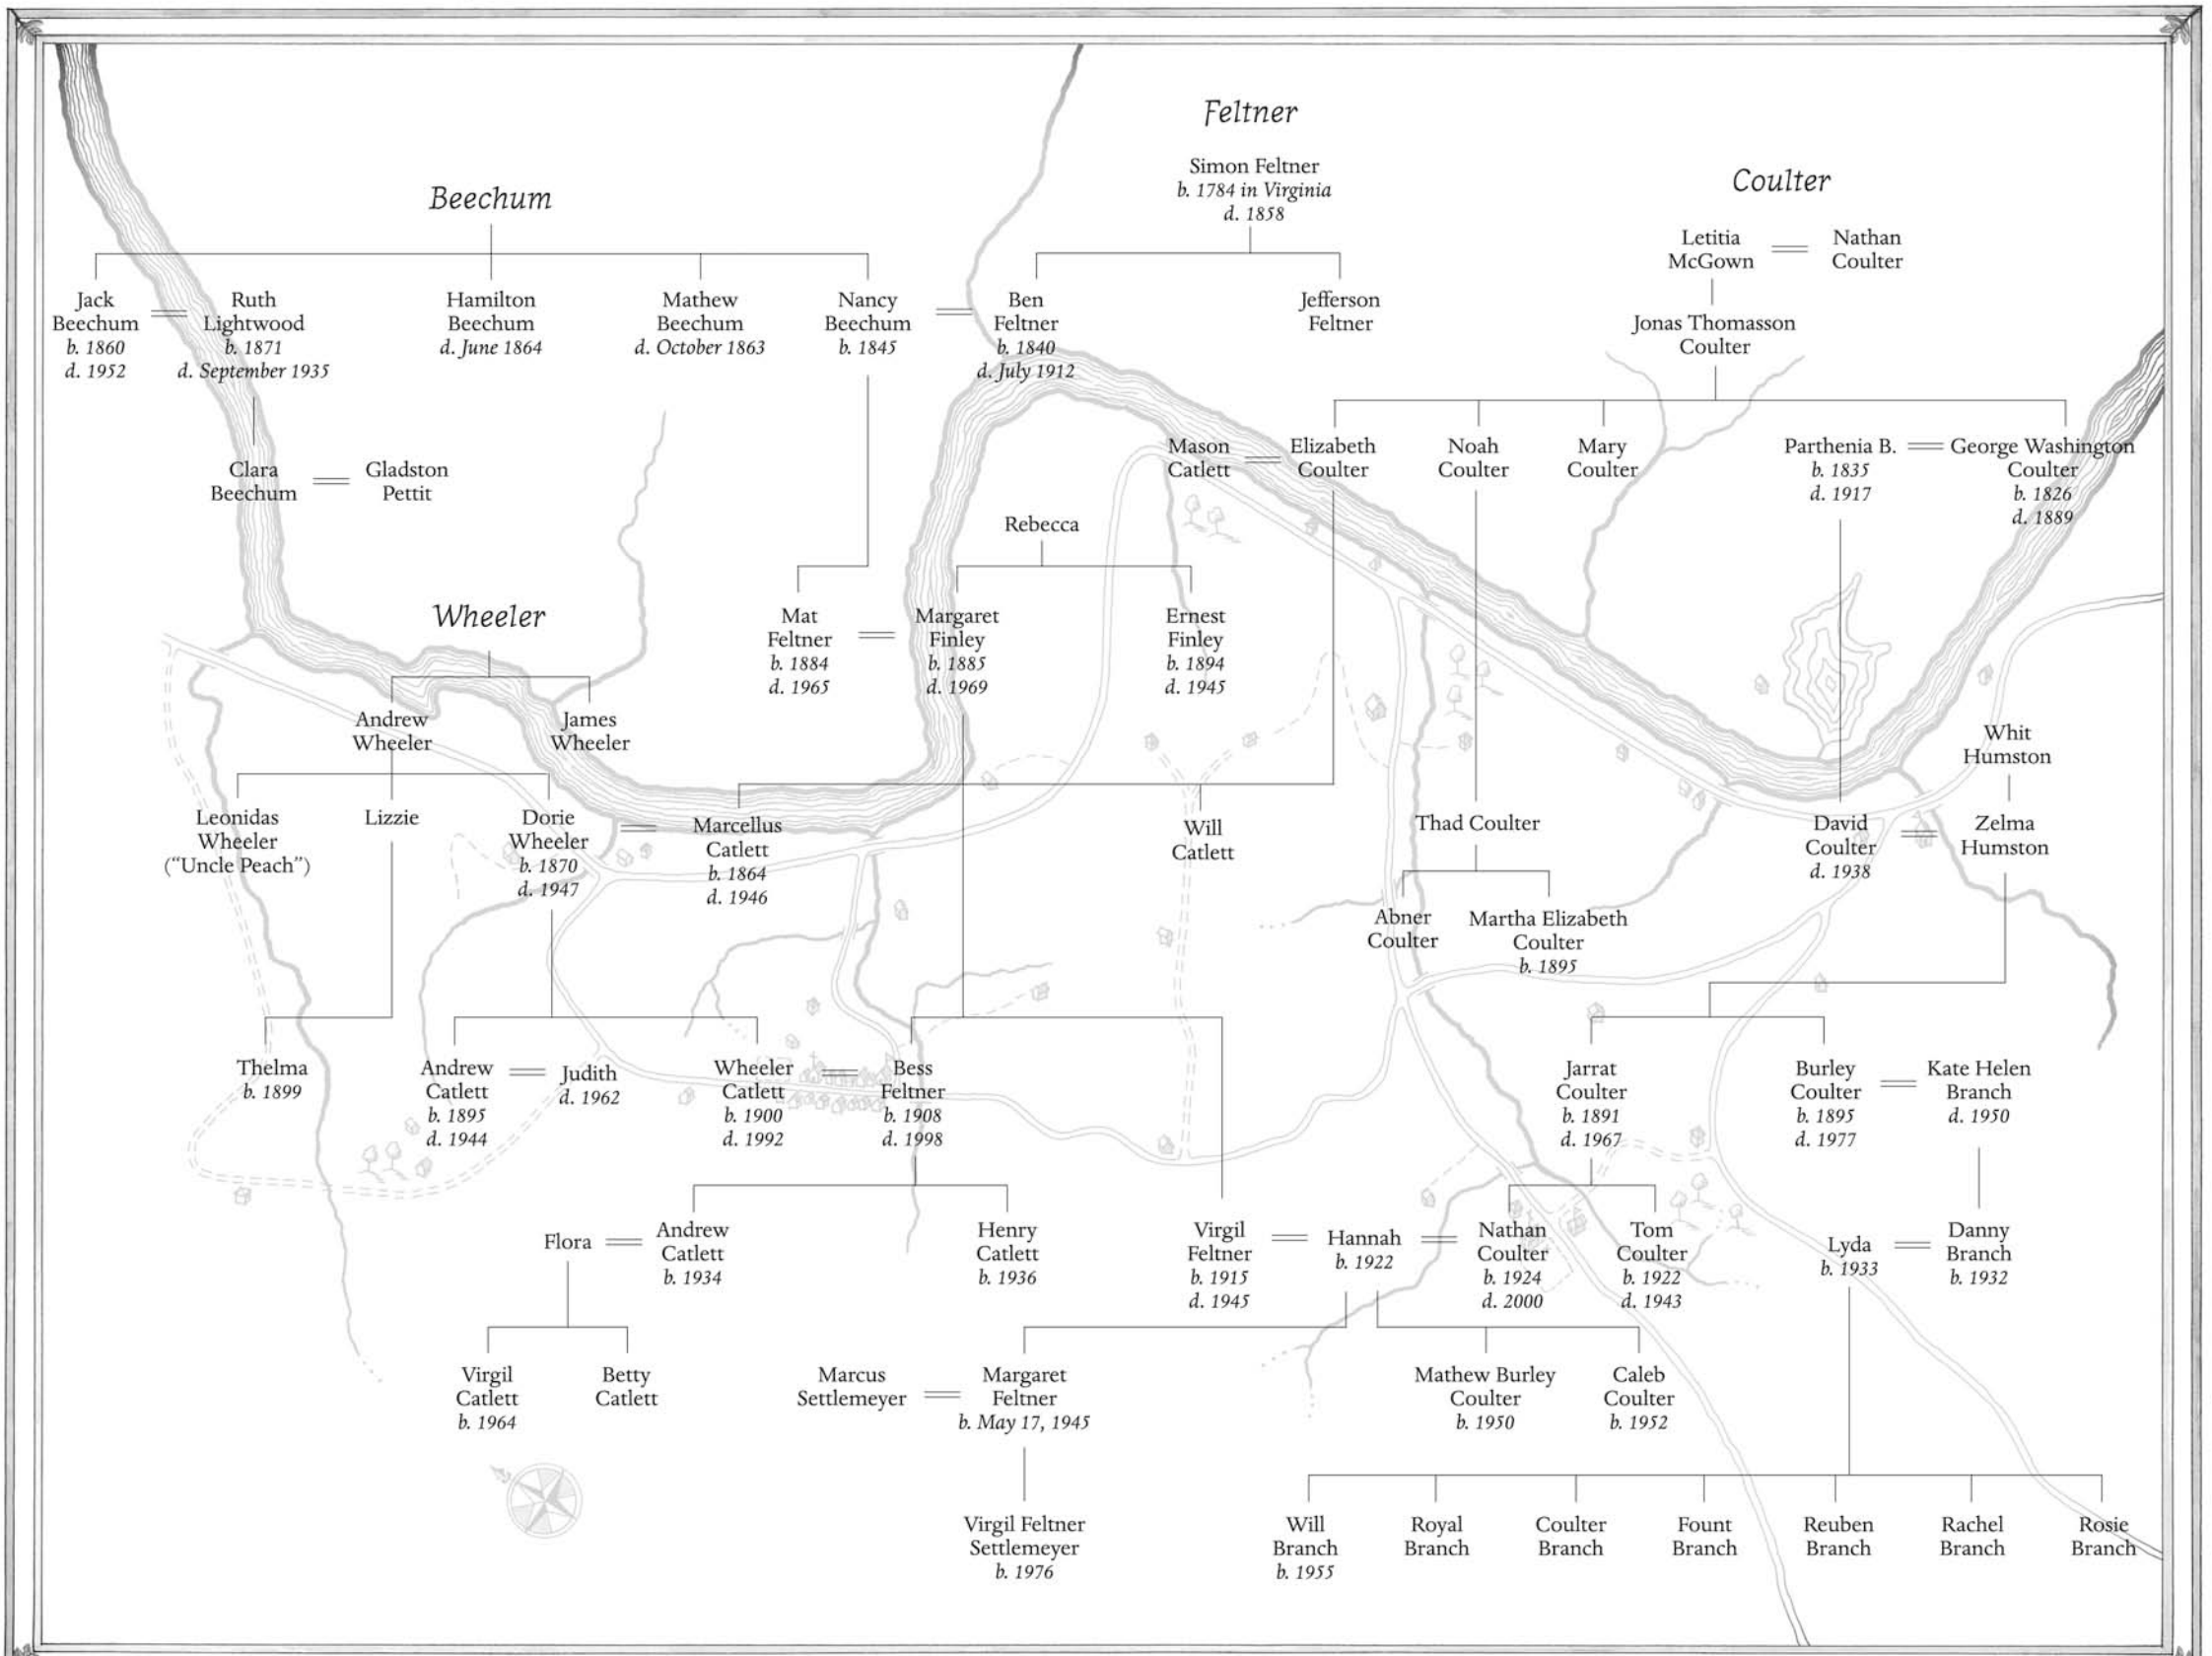 Feltner
Simon Feltner
b. 1784 in Virginia
d. 1858
Beechum
Coulter
Letitia
McGown
Nathan
Coulter
Jack
Beechum
b. 1860
d. 1952
Ruth
Lightwood
b. 1871
d. September 1935
Hamilton
Beechum
d. June 1864
Mathew
Beechum
d. October 1863
Nancy
Beechum
b. 1845
Ben
Feltner
b. 1840
d. July 1912
Jefferson
Feltner
Jonas Thomasson
Coulter
Clara
Beechum
Gladston
Pettit
Mason
Catlett
Elizabeth
Coulter
Noah
Coulter
Mary
Coulter
Parthenia B.
b. 1835
d. 1917
George Washington
Coulter
b. 1826
d. 1889
Rebecca
Wheeler
Mat
Feltner
b. 1884
d. 1965
Margaret
Finley
b. 1885
d. 1969
Ernest
Finley
b. 1894
d. 1945
Andrew
Wheeler
James
Wheeler
Whit
Humston
Leonidas
Wheeler
(“Uncle Peach”)
Lizzie
Dorie
Wheeler
b. 1870
d. 1947
Marcellus
Catlett
b. 1864
d. 1946
Will
Catlett
Thad Coulter
David
Coulter
d. 1938
Zelma
Humston
Abner
Coulter
Martha Elizabeth
Coulter
b. 1895
Thelma
b. 1899
Andrew
Catlett
b. 1895
d. 1944
Judith
d. 1962
Wheeler
Catlett
b. 1900
d. 1992
Bess
Feltner
b. 1908
d. 1998
Jarrat
Coulter
b. 1891
d. 1967
Burley
Coulter
b. 1895
d. 1977
Kate Helen
Branch
d. 1950
Flora
Andrew
Catlett
b. 1934
Henry
Catlett
b. 1936
Virgil
Feltner
b. 1915
d. 1945
Hannah
b. 1922
Nathan
Coulter
b. 1924
d. 2000
Tom
Coulter
b. 1922
d. 1943
Lyda
b. 1933
Danny
Branch
b. 1932
Virgil
Catlett
b. 1964
Betty
Catlett
Marcus
Settlemeyer
Margaret
Feltner
b. May 17, 1945
Mathew Burley
Coulter
b. 1950
Caleb
Coulter
b. 1952
Virgil Feltner
Settlemeyer
b. 1976
Will
Branch
b. 1955
Royal
Branch
Coulter
Branch
Fount
Branch
Reuben
Branch
Rachel
Branch
Rosie
Branch